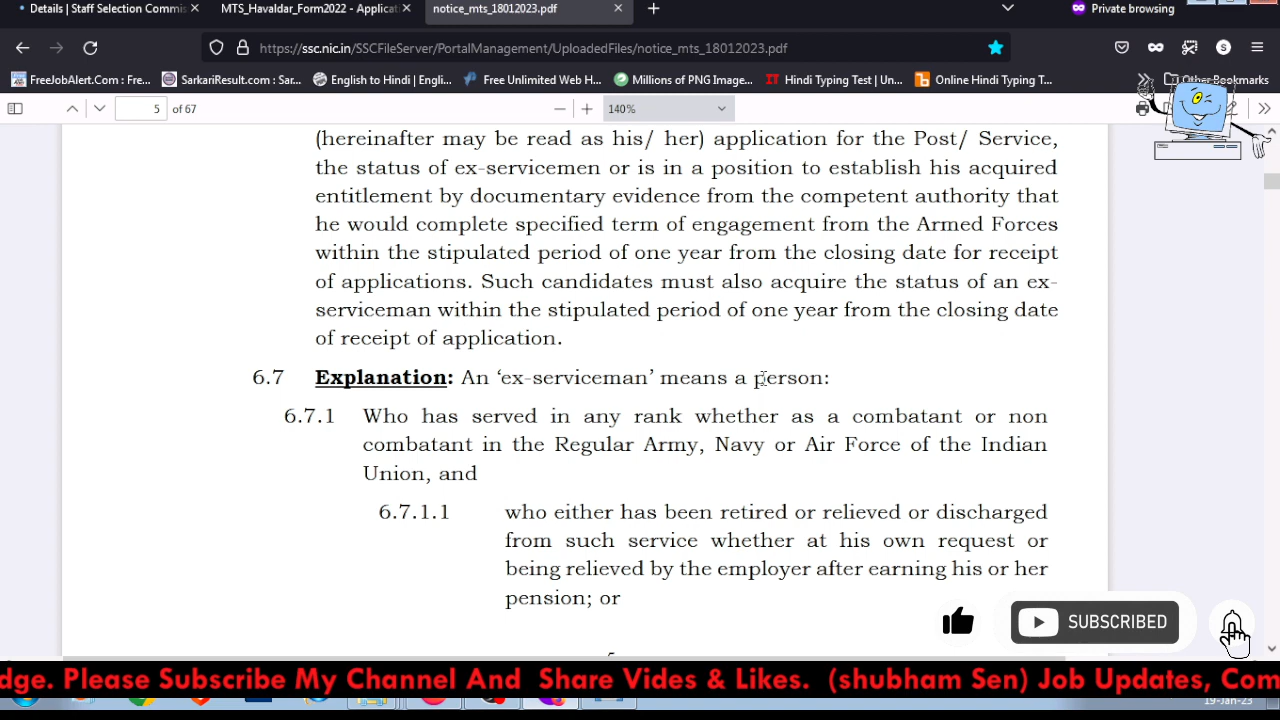 Details | Staff Selection Commis
MTS_Havaldar_Form2022 - Applicat
notice_mts_18012023.pdf
Private browsing
https://ssc.nic.in/SSCFileServer/PortalManagement/UploadedFiles/notice_mts_18012023.pdf
FreeJobAlert.Com : Fre...
SarkariResult.com : Sar...
English to Hindi | Engli...
Free Unlimited Web H...
Millions of PNG Image...
Hindi Typing Test | Un...
Online Hindi Typing T...
Other Bookmarks
5 of 67
140%
(hereinafter may be read as his/ her) application for the Post/ Service,
the status of ex-servicemen or is in a position to establish his acquired
entitlement by documentary evidence from the competent authority that
he would complete specified term of engagement from the Armed Forces
within the stipulated period of one year from the closing date for receipt
of applications. Such candidates must also acquire the status of an ex-
serviceman within the stipulated period of one year from the closing date
of receipt of application.
6.7 Explanation: An ‘ex-serviceman’ means a person:
6.7.1 Who has served in any rank whether as a combatant or non
combatant in the Regular Army, Navy or Air Force of the Indian
Union, and
6.7.1.1 who either has been retired or relieved or discharged
from such service whether at his own request or
being relieved by the employer after earning his or her
pension; or
SUBSCRIBED
dge. Please Subscribe My Channel And Share Videos & Likes. (shubham Sen) Job Updates, Com
19-Jan-23